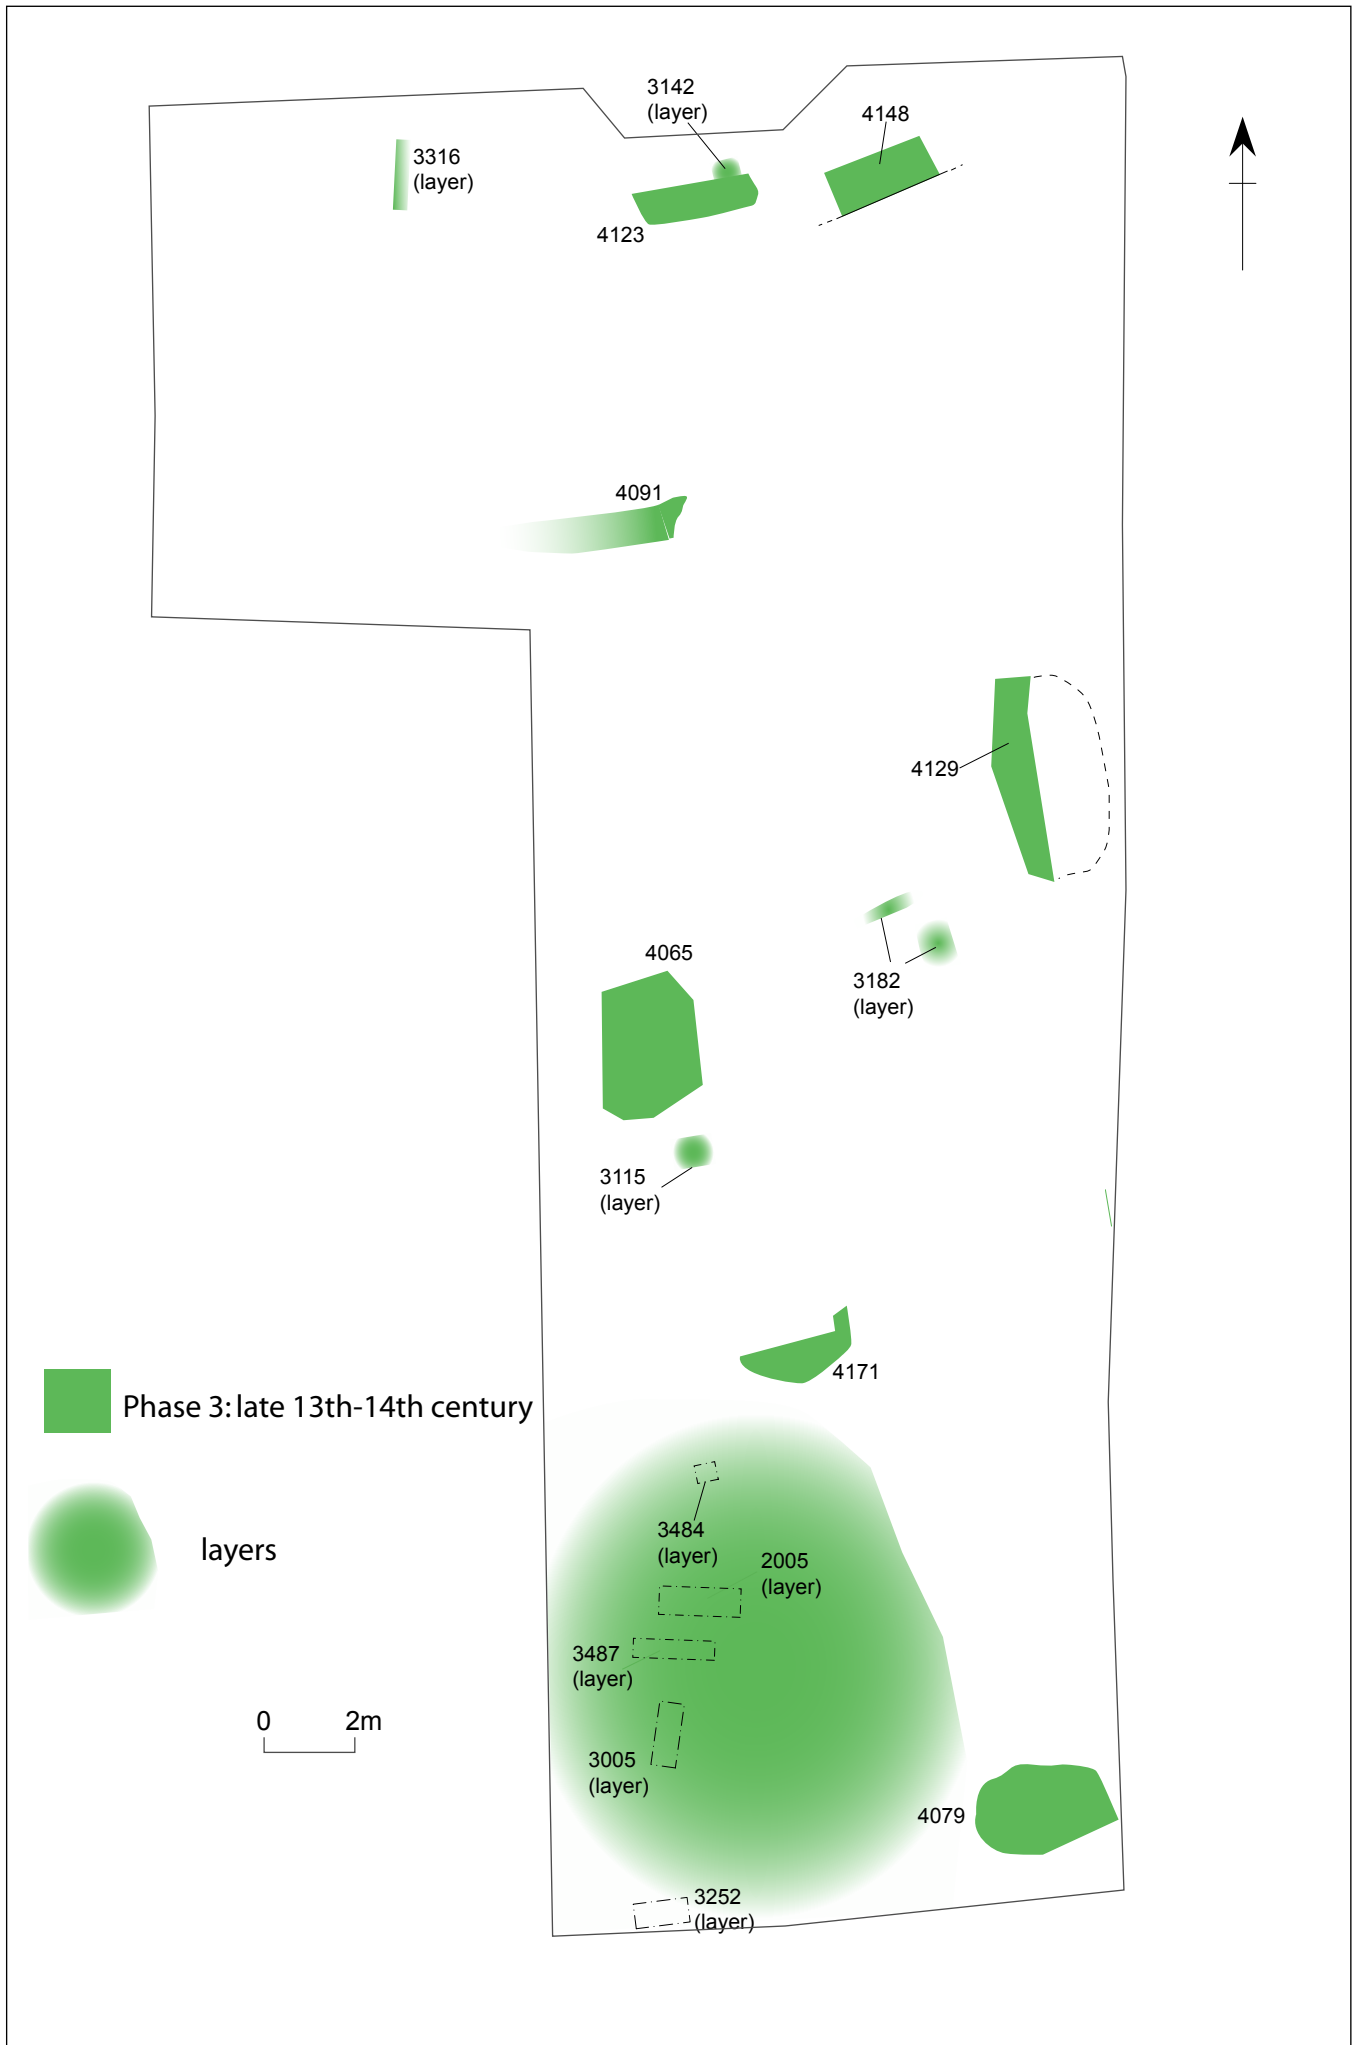 3142
(layer)
4148
3316
(layer)
4123
4091
4129
4065
3182
(layer)
3115
(layer)
4171
Phase 3: late 13th-14th century
3484
(layer)
layers
2005
(layer)
3487
(layer)
0 2m
3005
(layer)
4079
3252
(layer)